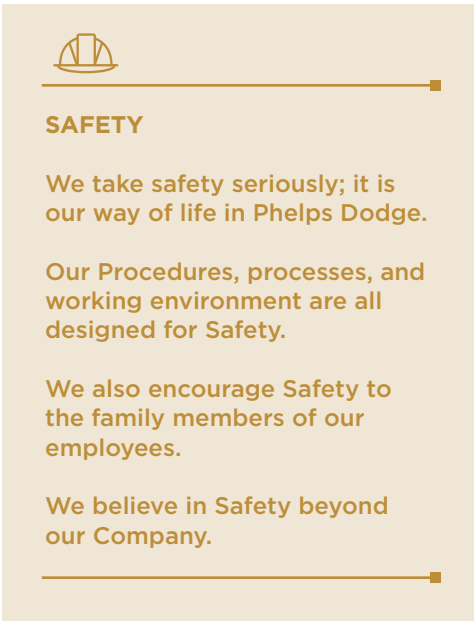 SAFETY
We take safety seriously; it is
our way of life in Phelps Dodge.
Our Procedures, processes, and
working environment are all
designed for Safety.
We also encourage Safety to
the family members of our
employees.
We believe in Safety beyond
our Company.